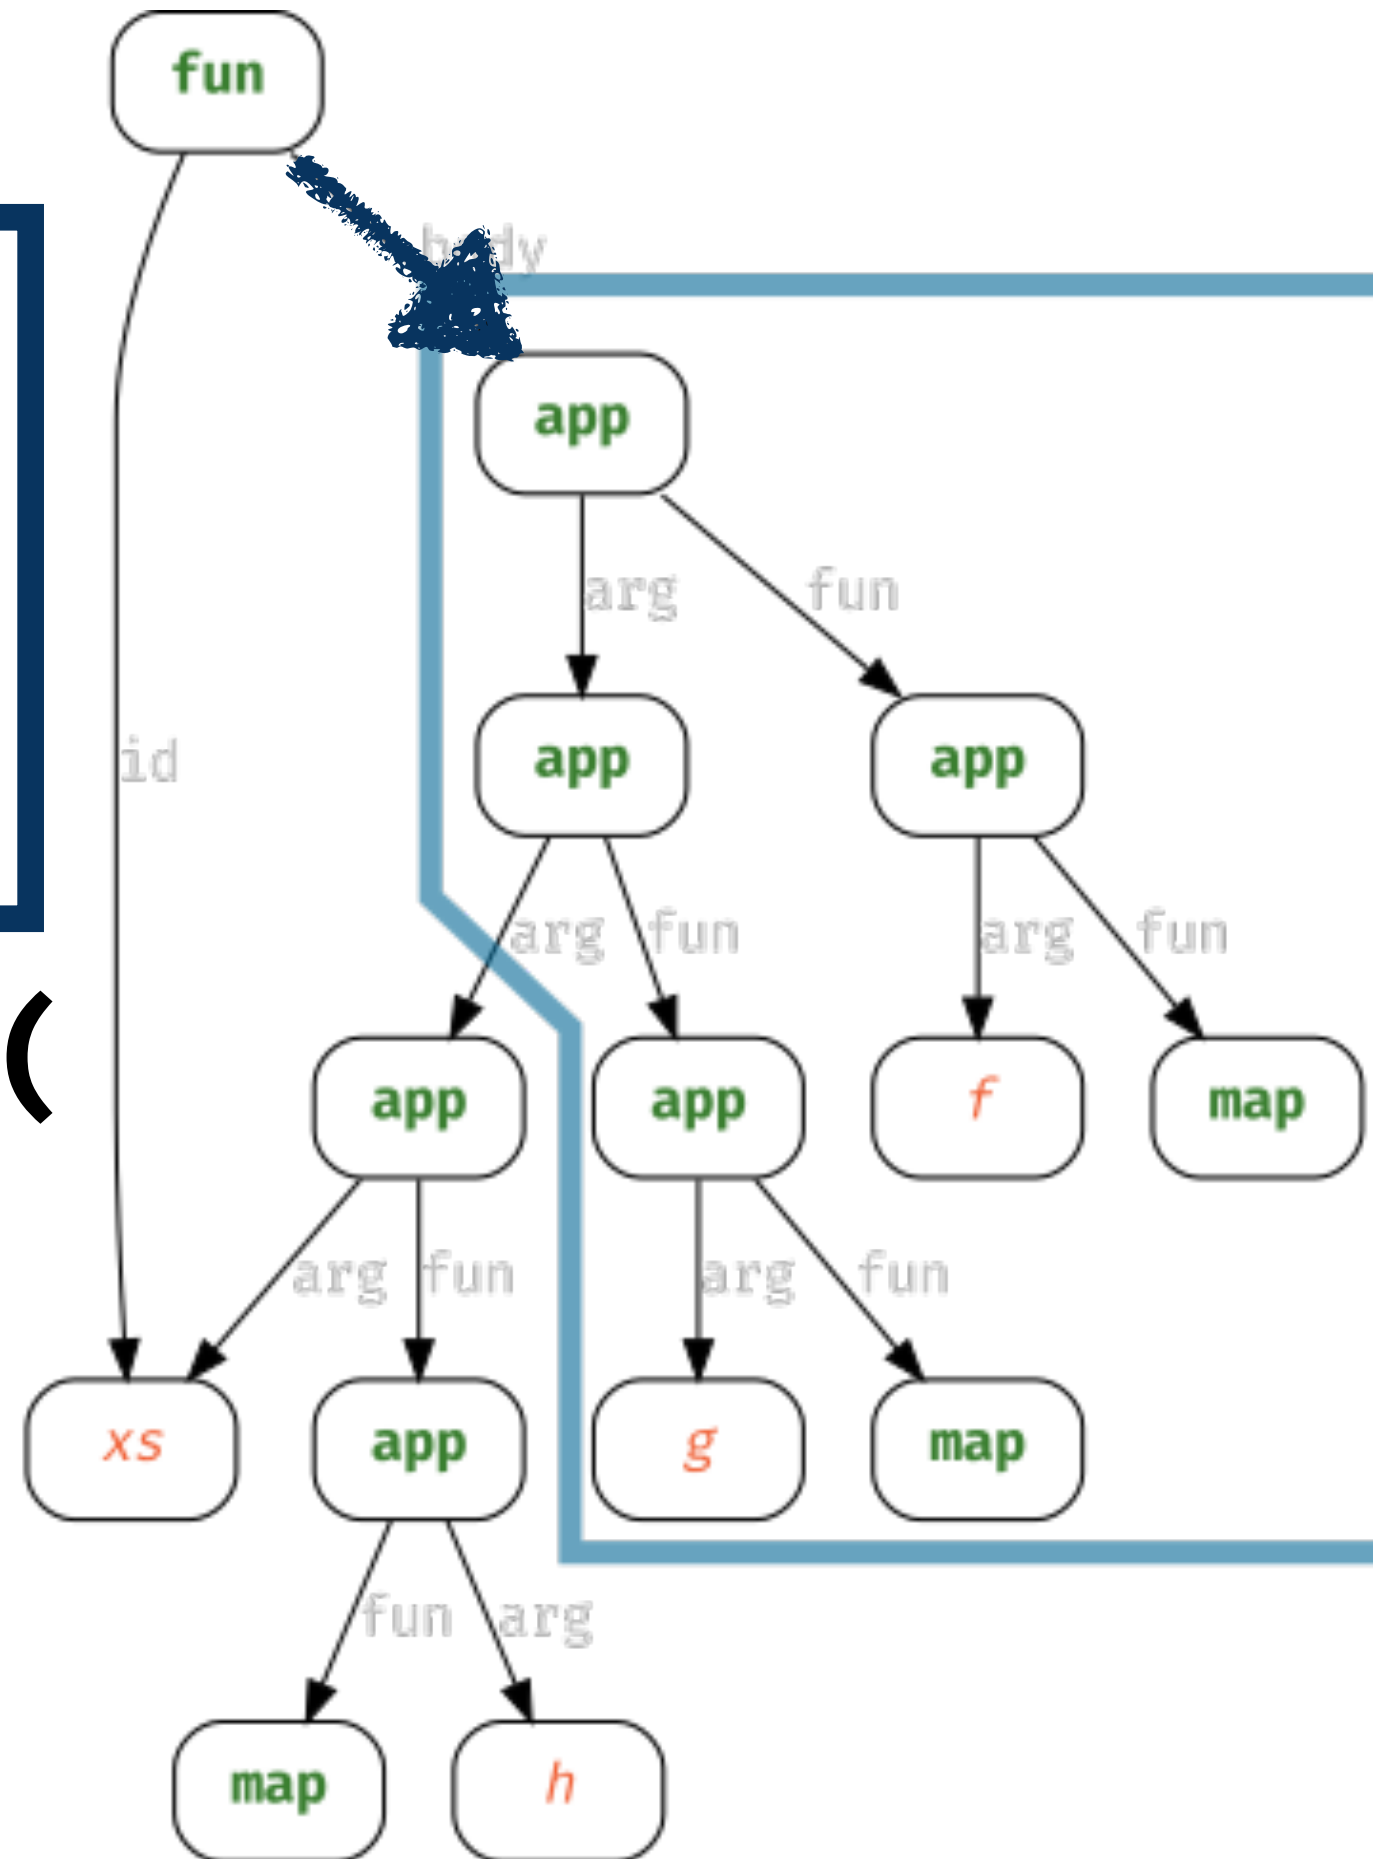 fun
body
app
arg fun
id app app
arg fun arg fun
(
app app f map
arg fun arg fun
xs app g map
fun arg
map h